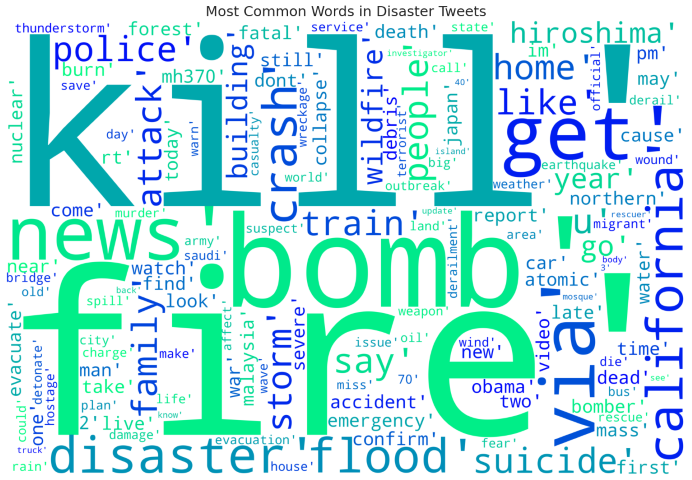 Most Common Words in Disaster Tweets
thunderstorm'
forest'
fatal'
service'
death'
state'
hiroshima'
police'
kill'
building'
still'
investigator'
im'
pm'
burn'
mh370'
call'
home'
official'
save'
dont'
wildfire'
people'
40'
may'
nuclear'
attack'
crash'
wreckage'
collapse'
debris'
terrorist'
japan'
like'
get'
derail'
rt'
today'
day'
warn'
casualty'
island'
cause'
big'
wound'
world'
outbreak'
weather'
earthquake'
year'
northern'
murder'
come'
train'
update'
report'
u'
rescuer'
migrant'
news'
army'
suspect'
bomb'
land'
area'
go'
california'
near'
saudi'
watch'
derailment'
car'
body'
3'
water'
bridge'
find'
atomic'
old'
look'
mosque'
spill'
back'
affect'
weapon'
late'
evacuate'
family'
fire'
via'
city'
charge'
make'
war'
malaysia'
storm'
severe'
issue'
oil'
wind'
new'
video'
time'
man'
wave'
say'
die'
detonate'
hostage'
take'
miss'
70'
obama'
dead'
bus'
see'
plan'
life'
accident'
two'
could'
one'
2'
live'
know'
emergency'
bomber'
rescue'
damage'
evacuation'
confirm'
fear'
mass'
truck'
rain'
disaster'
house'
flood'
suicide'
first'